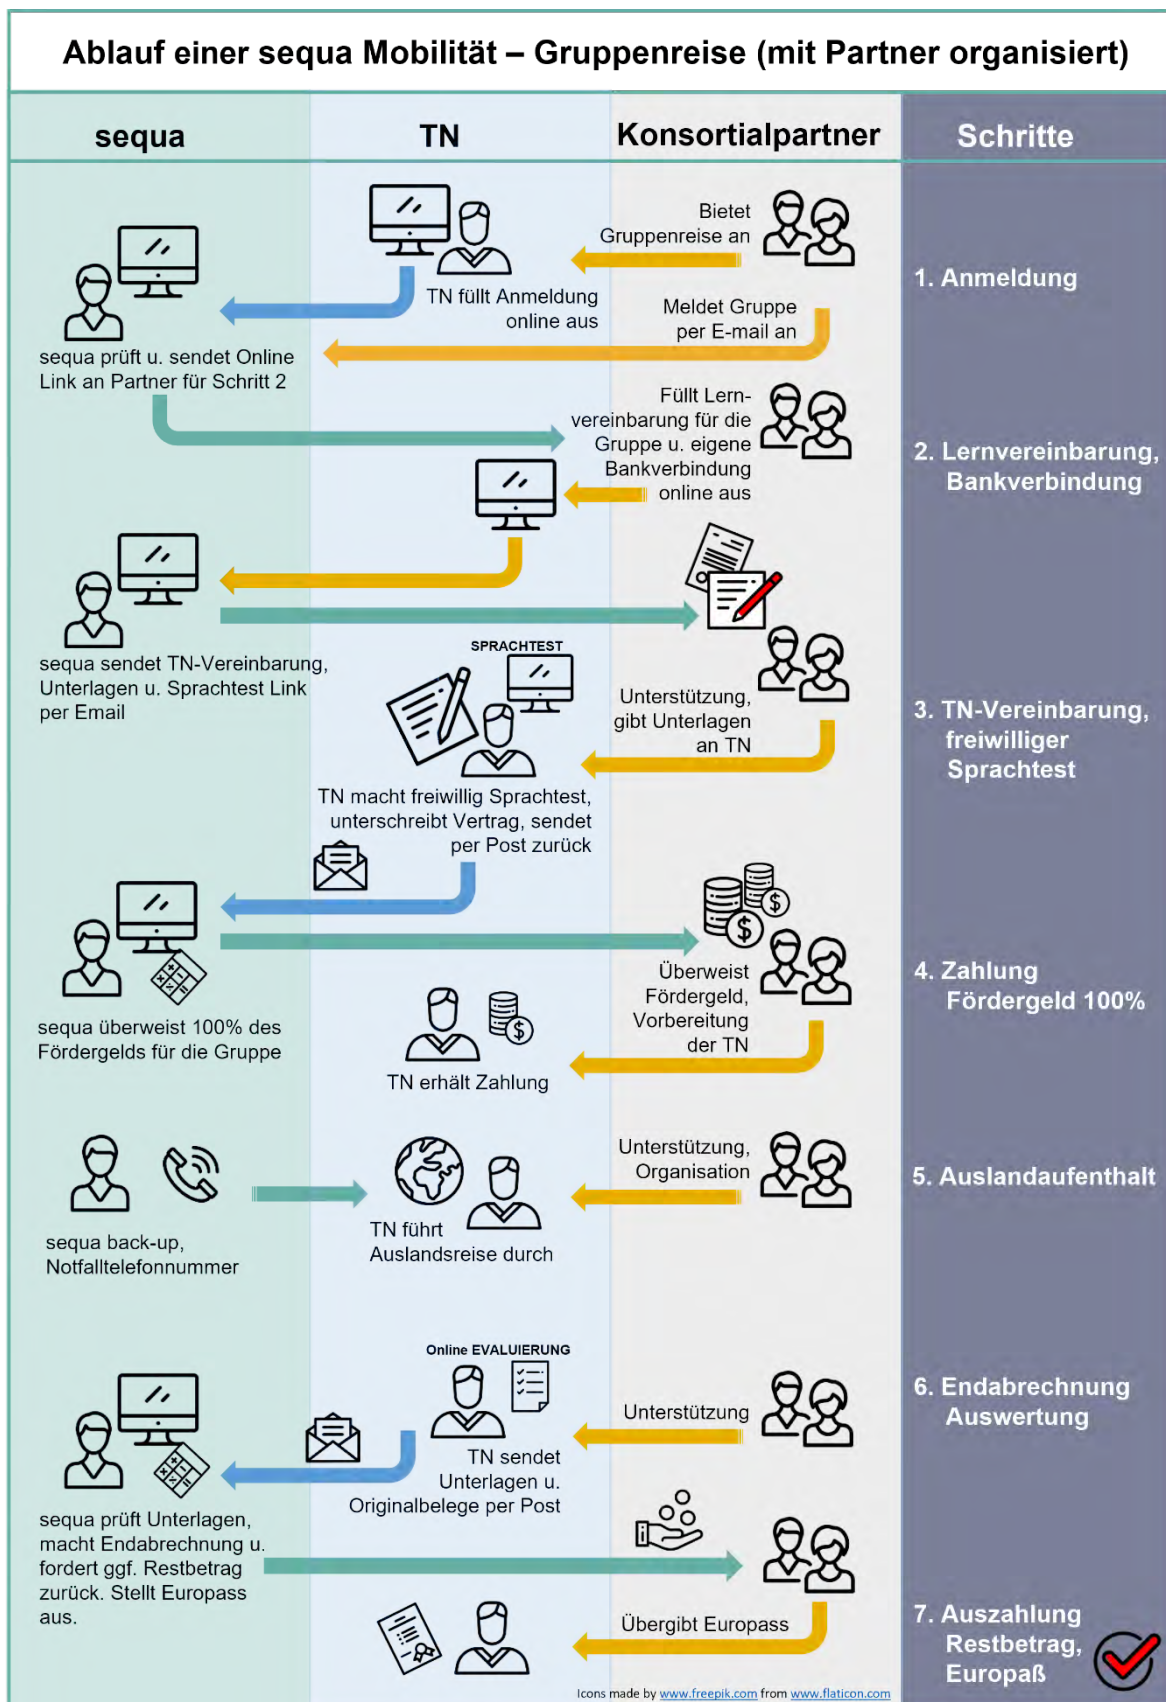 Ablauf einer sequa Mobilität – Gruppenreise (mit Partner organisiert)
sequa
TN
Konsortialpartner
Schritte
Bietet
Gruppenreise an
TN füllt Anmeldung
online aus
Meldet Gruppe
per E-mail an
1. Anmeldung
sequa prüft u. sendet Online
Link an Partner für Schritt 2
Füllt Lern-
vereinbarung für die
Gruppe u. eigene
Bankverbindung
online aus
2. Lernvereinbarung,
Bankverbindung
sequa sendet TN-Vereinbarung,
Unterlagen u. Sprachtest Link
per Email
SPRACHTEST
Unterstützung,
gibt Unterlagen
an TN
TN macht freiwillig Sprachtest,
unterschreibt Vertrag, sendet
per Post zurück
3. TN-Vereinbarung,
freiwilliger
Sprachtest
sequa überweist 100% des
Fördergelds für die Gruppe
Überweist
Fördergeld,
Vorbereitung
der TN
TN erhält Zahlung
4. Zahlung
Fördergeld 100%
sequa back-up,
Notfalltelefonnummer
TN führt
Auslandsreise durch
Unterstützung,
Organisation
5. Auslandaufenthalt
Online EVALUIERUNG
Unterstützung
TN sendet
Unterlagen u.
Originalbelege per Post
6. Endabrechnung
Auswertung
sequa prüft Unterlagen,
macht Endabrechnung u.
fordert ggf. Restbetrag
zurück. Stellt Europass
aus.
Übergibt Europass
7. Auszahlung
Restbetrag,
Europaß
Icons made by www.freepik.com from www.flaticon.com